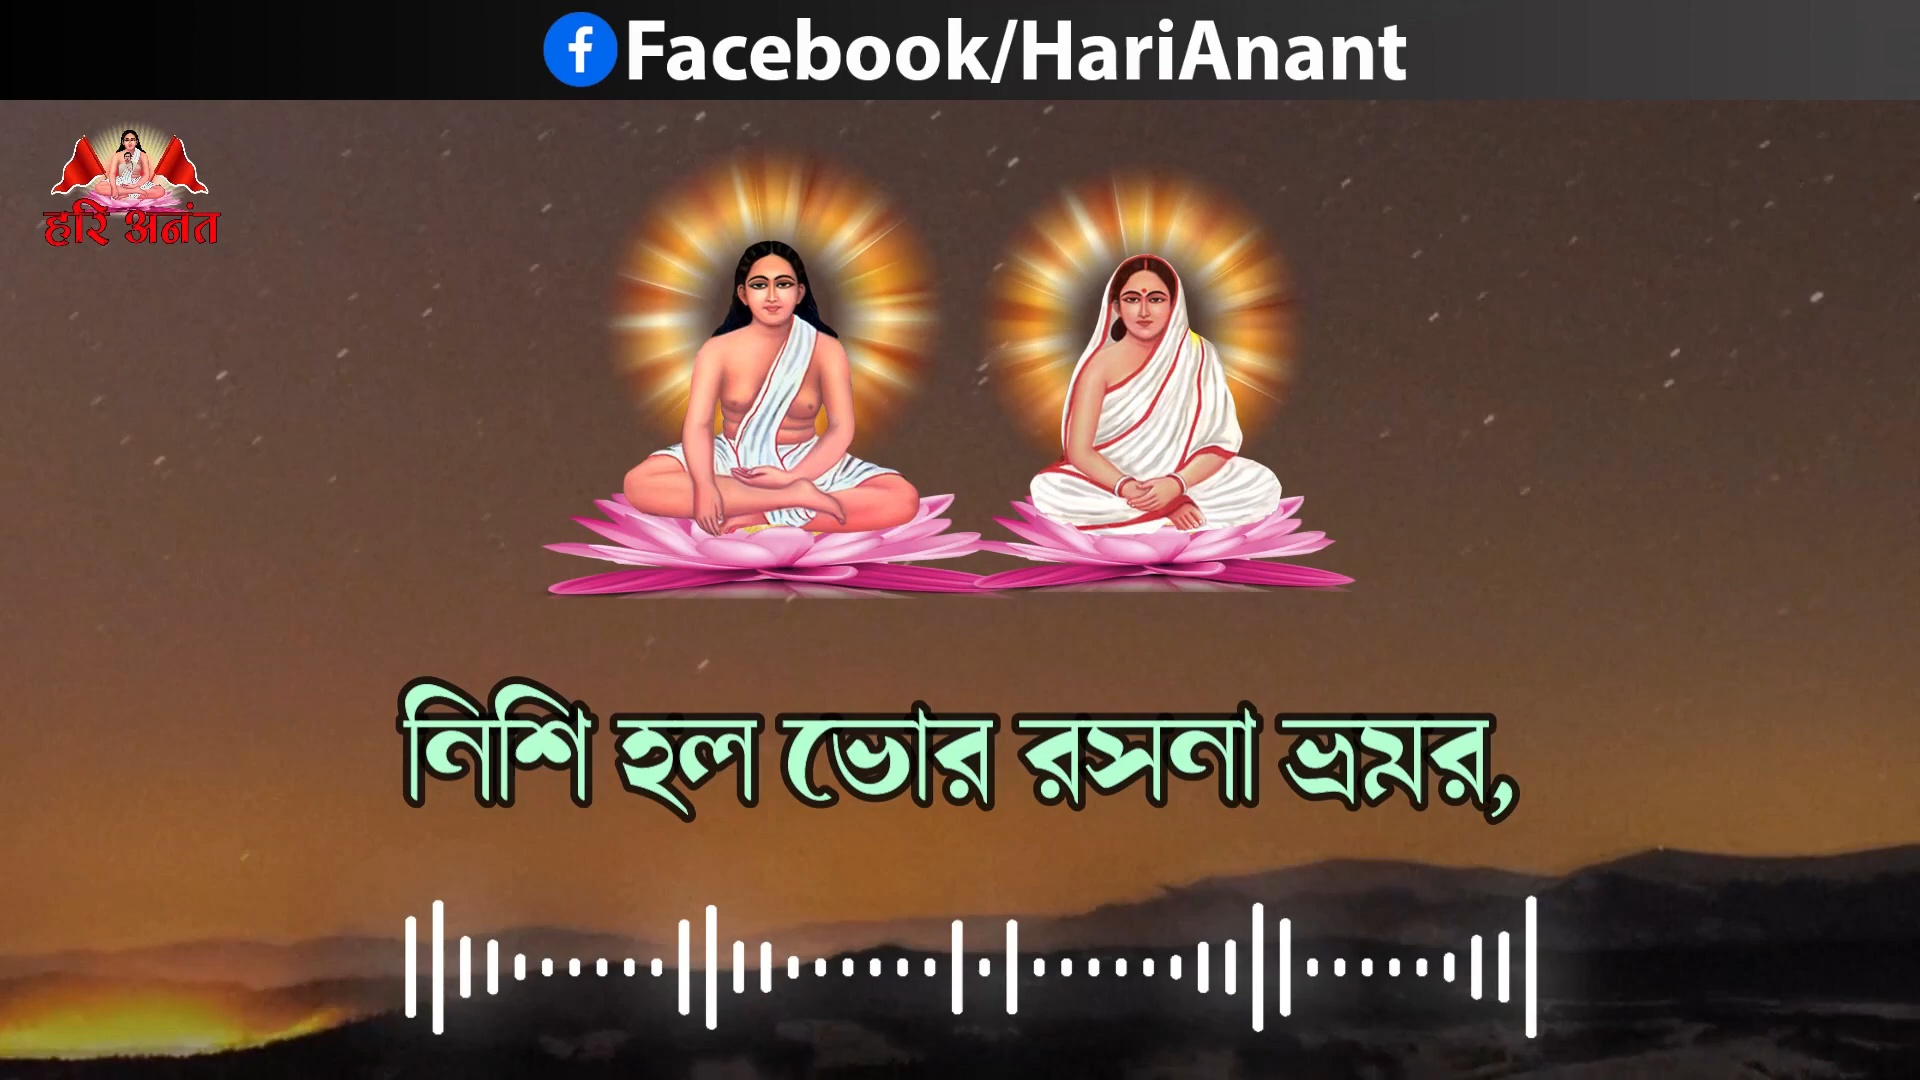 Facebook/HariAnant
हरि अनंत
নিশি হল ভোর রসনা ভ্রমর,